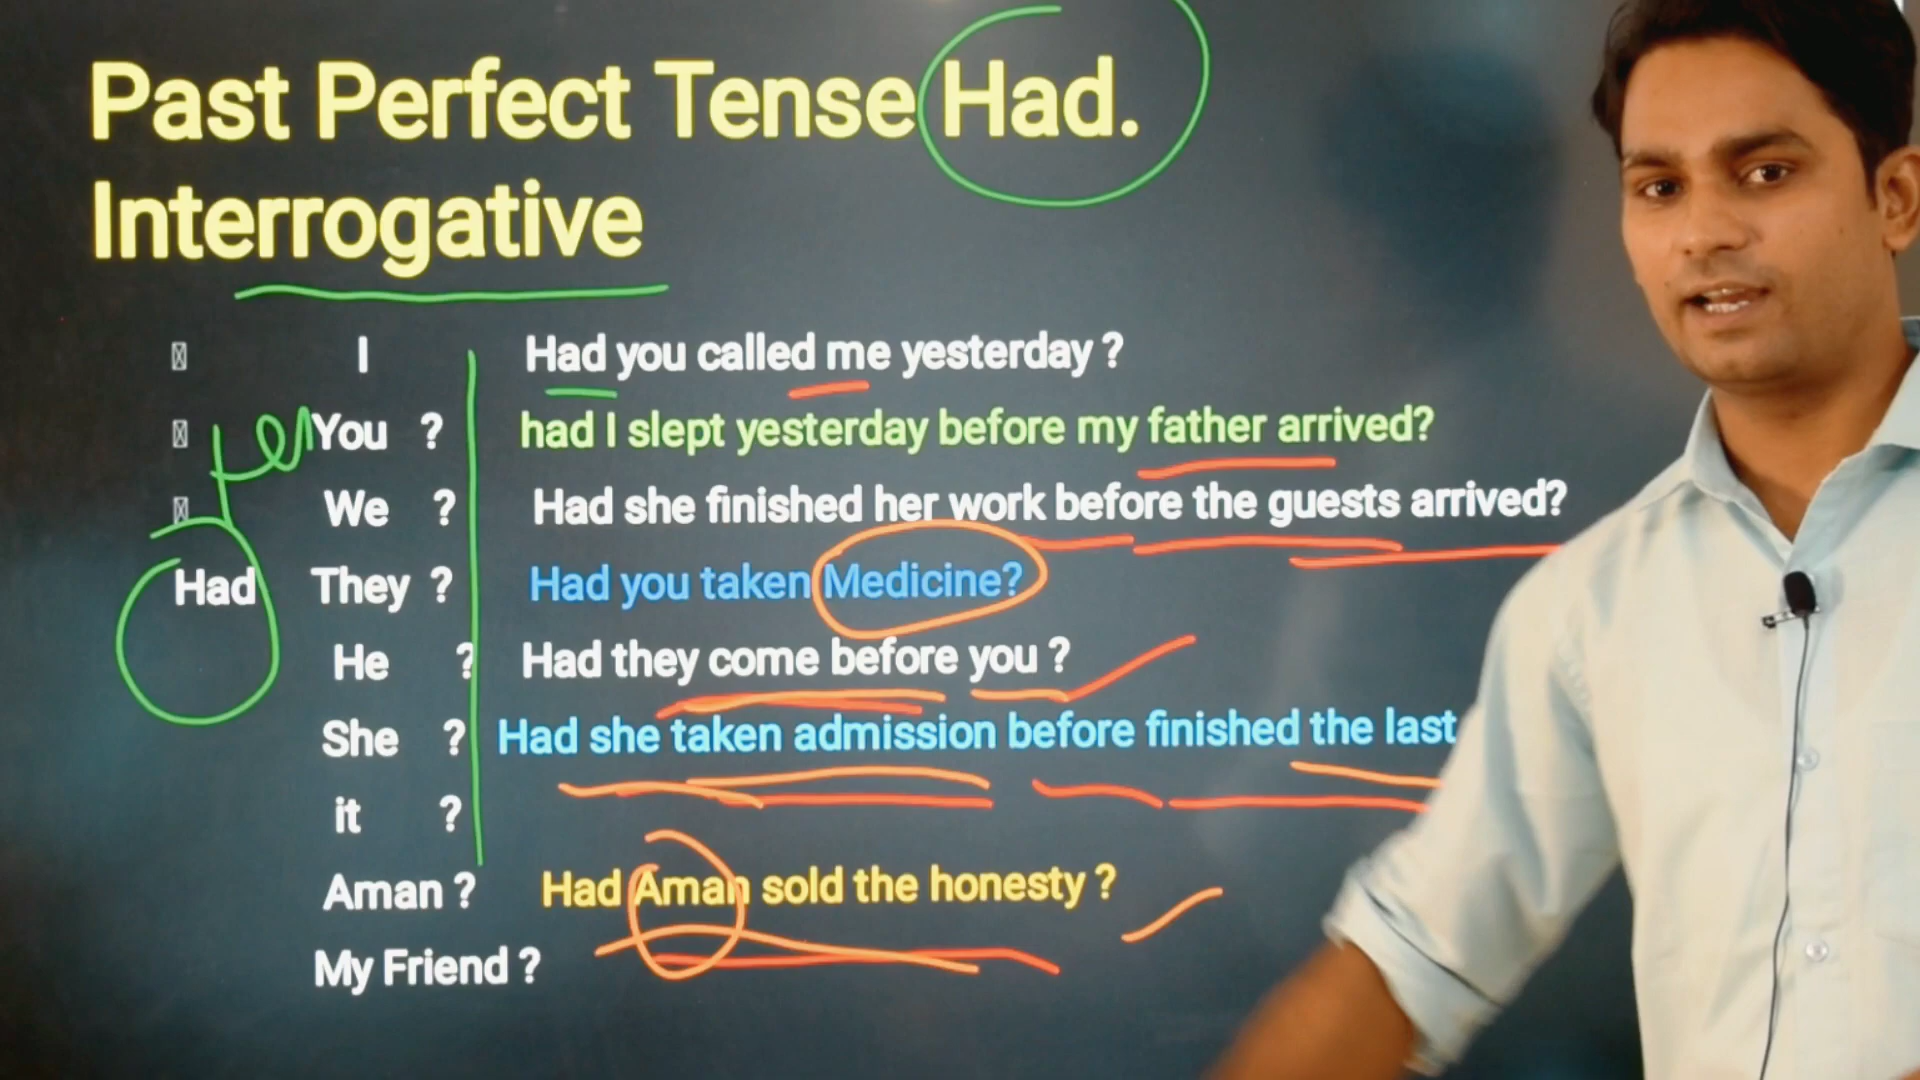 Past Perfect Tense Had.
Interrogative
I Had you called me yesterday ?
You ? had I slept yesterday before my father arrived?
We ? Had she finished her work before the guests arrived?
Had They ? Had you taken Medicine?
He ? Had they come before you ?
She ? Had she taken admission before finished the last
it ?
Aman ? Had Aman sold the honesty ?
My Friend ?